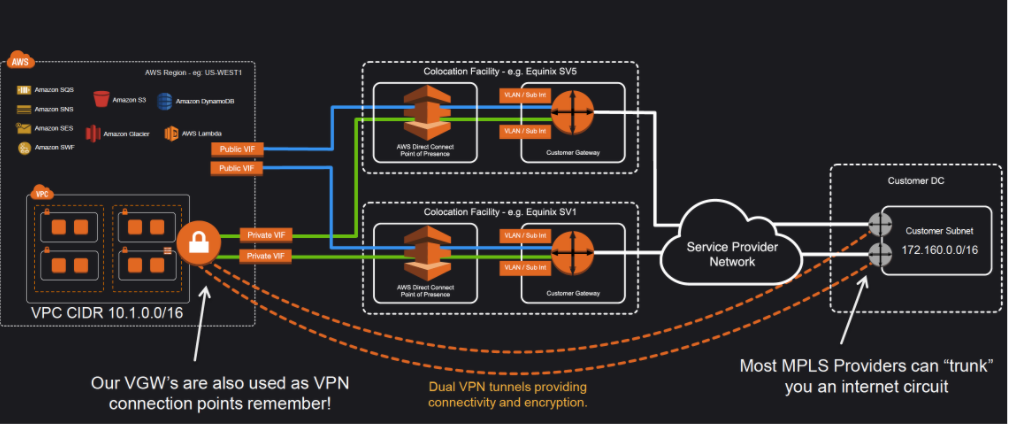 AWS
AWS Region - eg: US-WEST1
Amazon SQS
Amazon SNS
Amazon SES
Amazon SWF
Amazon S3
Amazon DynamoDB
Amazon Glacier
AWS Lambda
Public VIF
Public VIF
VPC
Private VIF
Private VIF
VPC CIDR 10.1.0.0/16
Colocation Facility - e.g. Equinix SV5
AWS Direct Connect
Point of Presence
VLAN / Sub Int
VLAN / Sub Int
Customer Gateway
Colocation Facility - e.g. Equinix SV1
AWS Direct Connect
Point of Presence
VLAN / Sub Int
VLAN / Sub Int
Customer Gateway
Service Provider
Network
Customer DC
Customer Subnet
172.160.0.0/16
Our VGW's are also used as VPN
connection points remember!
Dual VPN tunnels providing
connectivity and encryption.
Most MPLS Providers can “trunk”
you an internet circuit